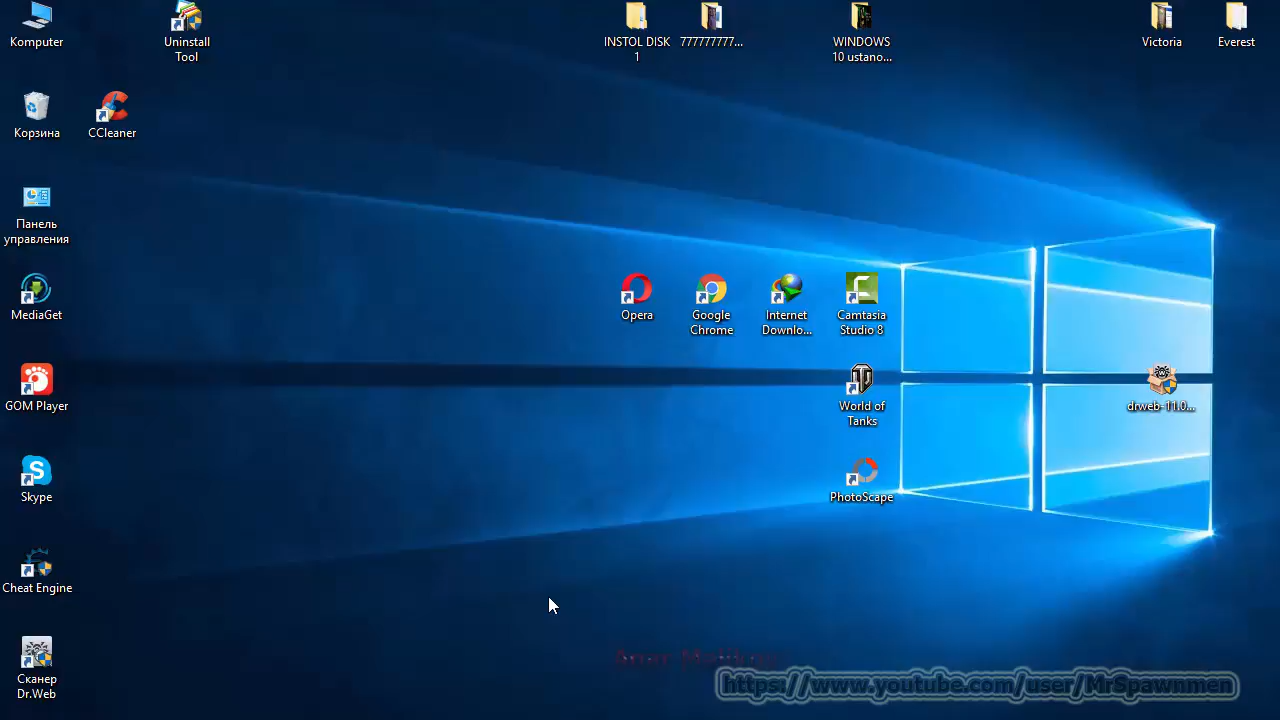 Komputer
Uninstall
Tool
INSTOL DISK
1
777777777...
WINDOWS
10 ustano...
Victoria
Everest
Корзина
CCleaner
Панель
управления
MediaGet
Opera
Google
Chrome
Internet
Downlo...
Camtasia
Studio 8
GOM Player
World of
Tanks
drweb-11.0...
Skype
PhotoScape
Cheat Engine
Сканер
Dr.Web
https://www.youtube.com/user/MrSpawnmen